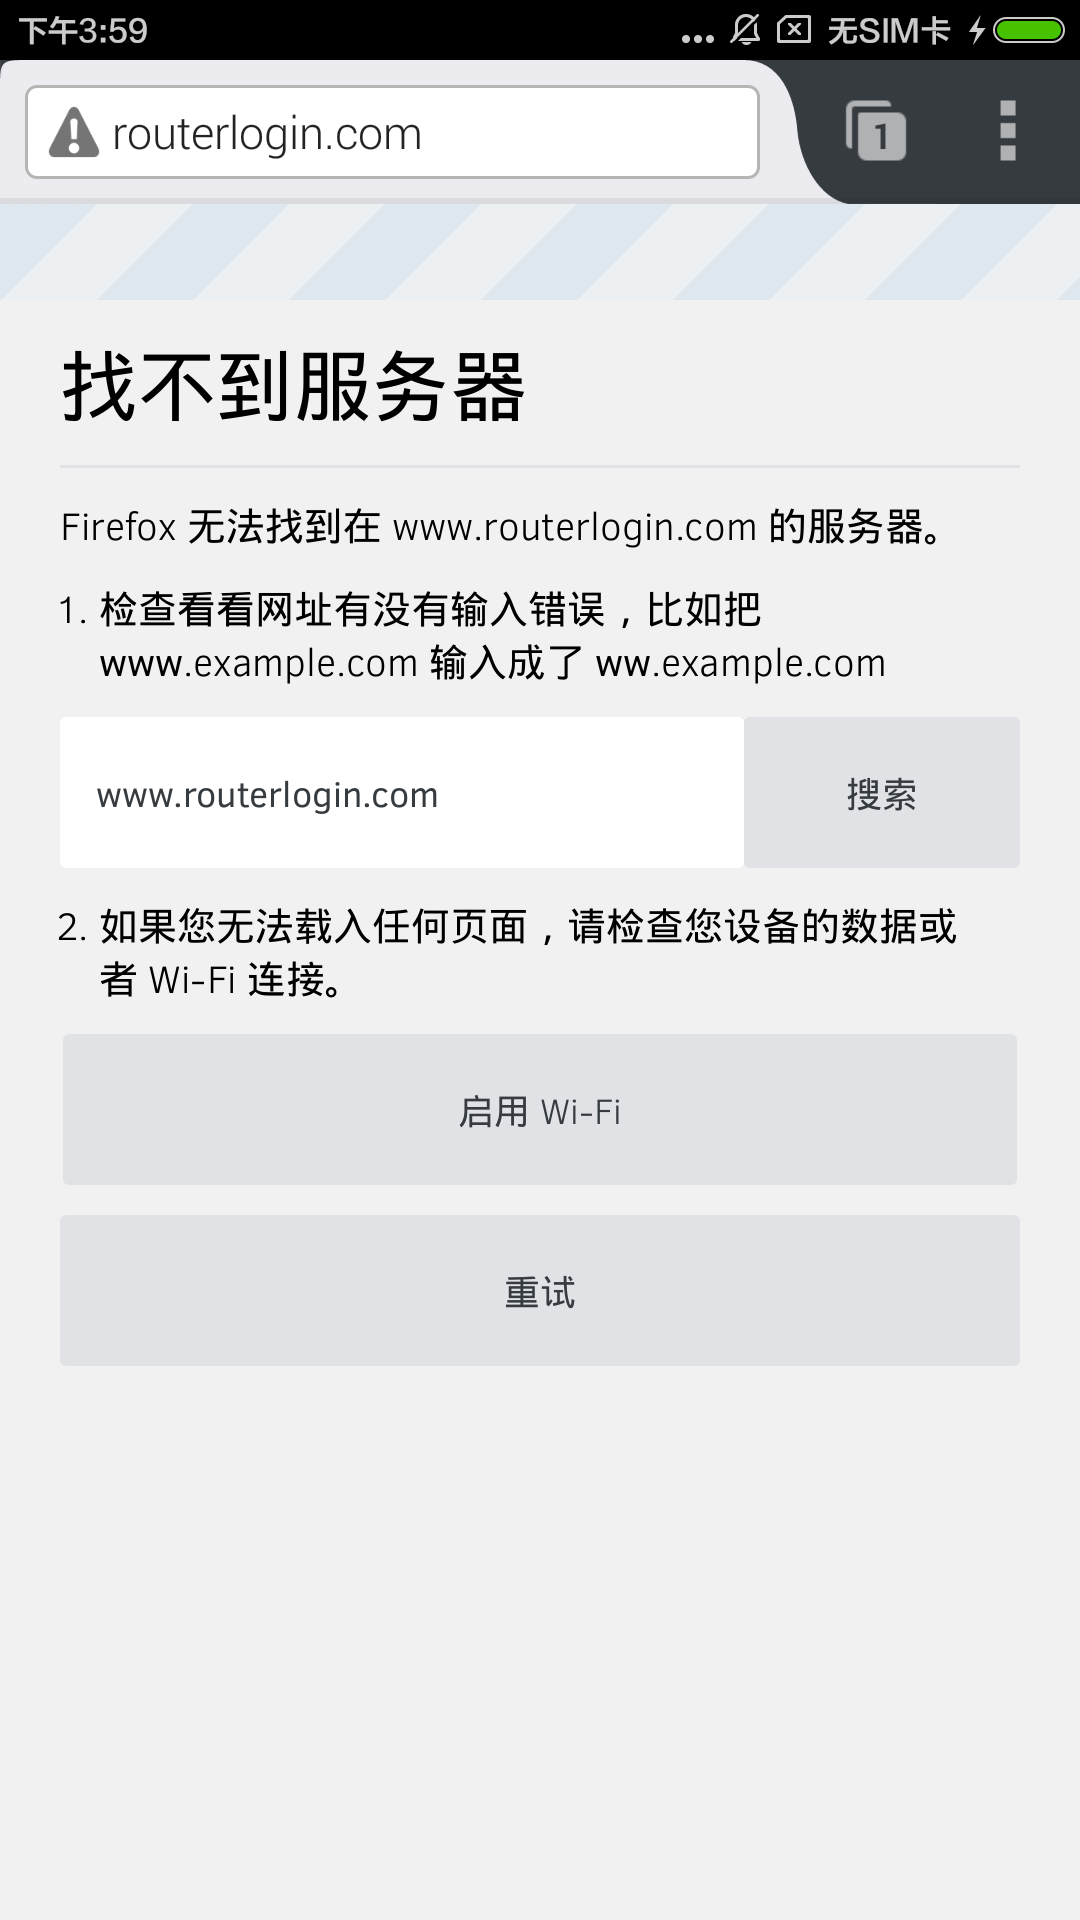 下午3:59
无SIM卡
routerlogin.com
1
找不到服务器
Firefox 无法找到在 www.routerlogin.com 的服务器。
1. 检查看看网址有没有输入错误，比如把
www.example.com 输入成了 ww.example.com
www.routerlogin.com
搜索
2. 如果您无法载入任何页面，请检查您设备的数据或
者 Wi-Fi 连接。
启用 Wi-Fi
重试